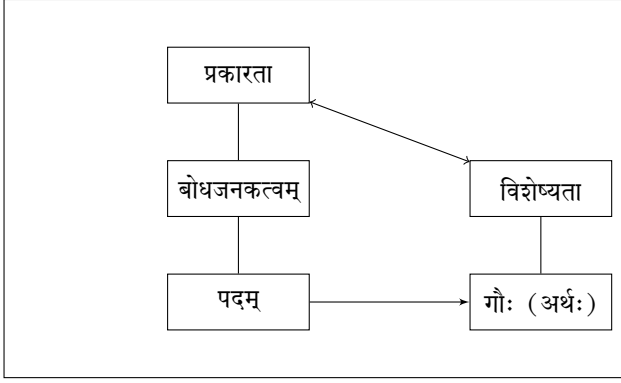 प्रकारता
बोधजनकत्वम्
विशेष्यता
पदम्
गौः (अर्थः)